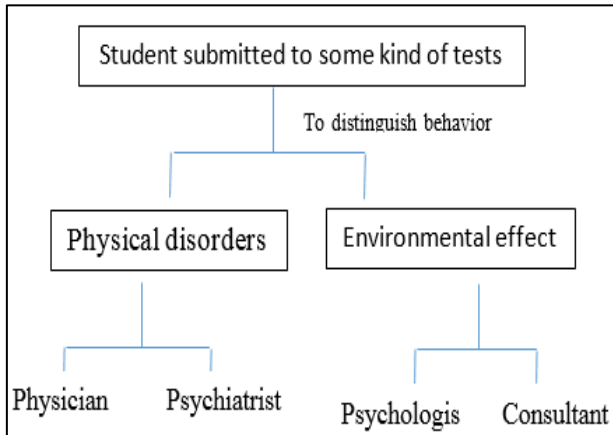 Student submitted to some kind of tests
To distinguish behavior
Physical disorders
Environmental effect
Physician
Psychiatrist
Psychologis
Consultant